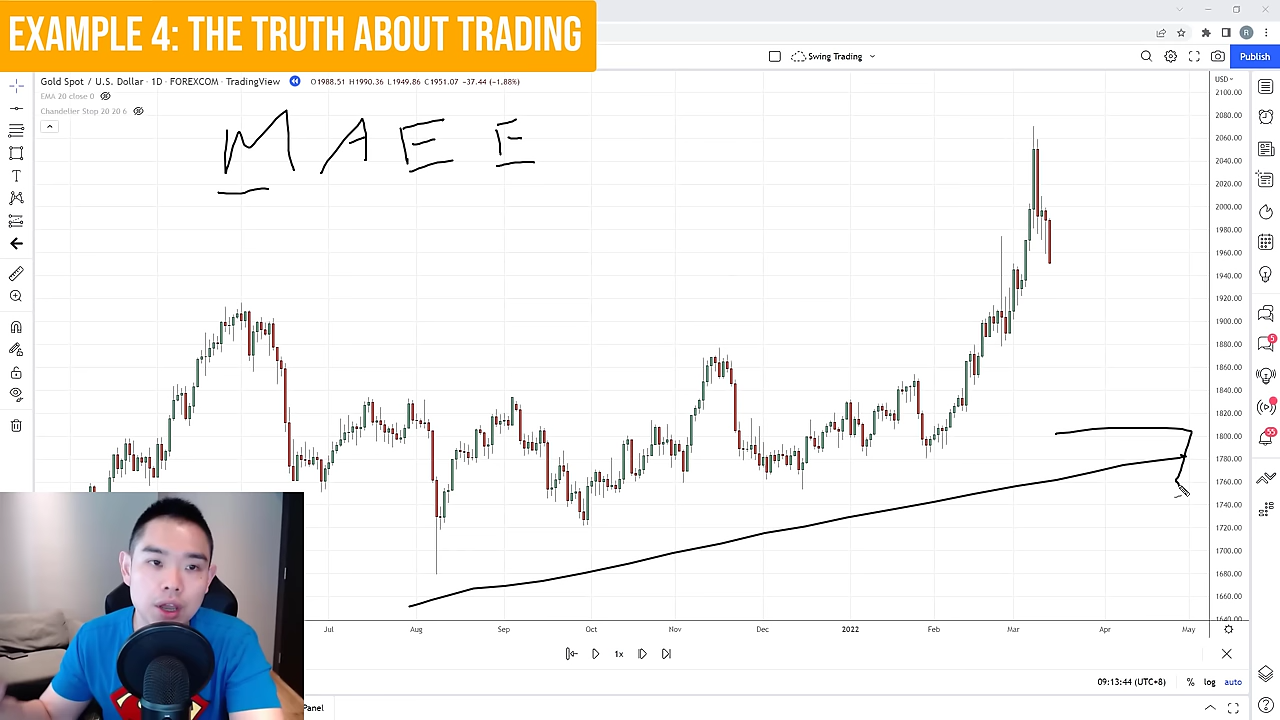 EXAMPLE 4: THE TRUTH ABOUT TRADING
Swing Trading
R
Publish
Gold Spot / U.S. Dollar · 1D · FOREXCOM · TradingView
O1988.51 H1990.36 L1949.86 C1951.07 −37.44 (−1.88%)
USD
EMA 20 close 0
Chandelier Stop 20 20 6
M A E E
2100.00
2080.00
2060.00
2040.00
2020.00
2000.00
1980.00
1960.00
1940.00
1920.00
1900.00
1880.00
1860.00
1840.00
1820.00
1800.00
1780.00
1760.00
1740.00
1720.00
1700.00
1680.00
1660.00
1640.00
5
55
Jul Aug Sep Oct Nov Dec 2022 Feb Mar Apr May
1x
09:13:44 (UTC+8) % log auto
Panel